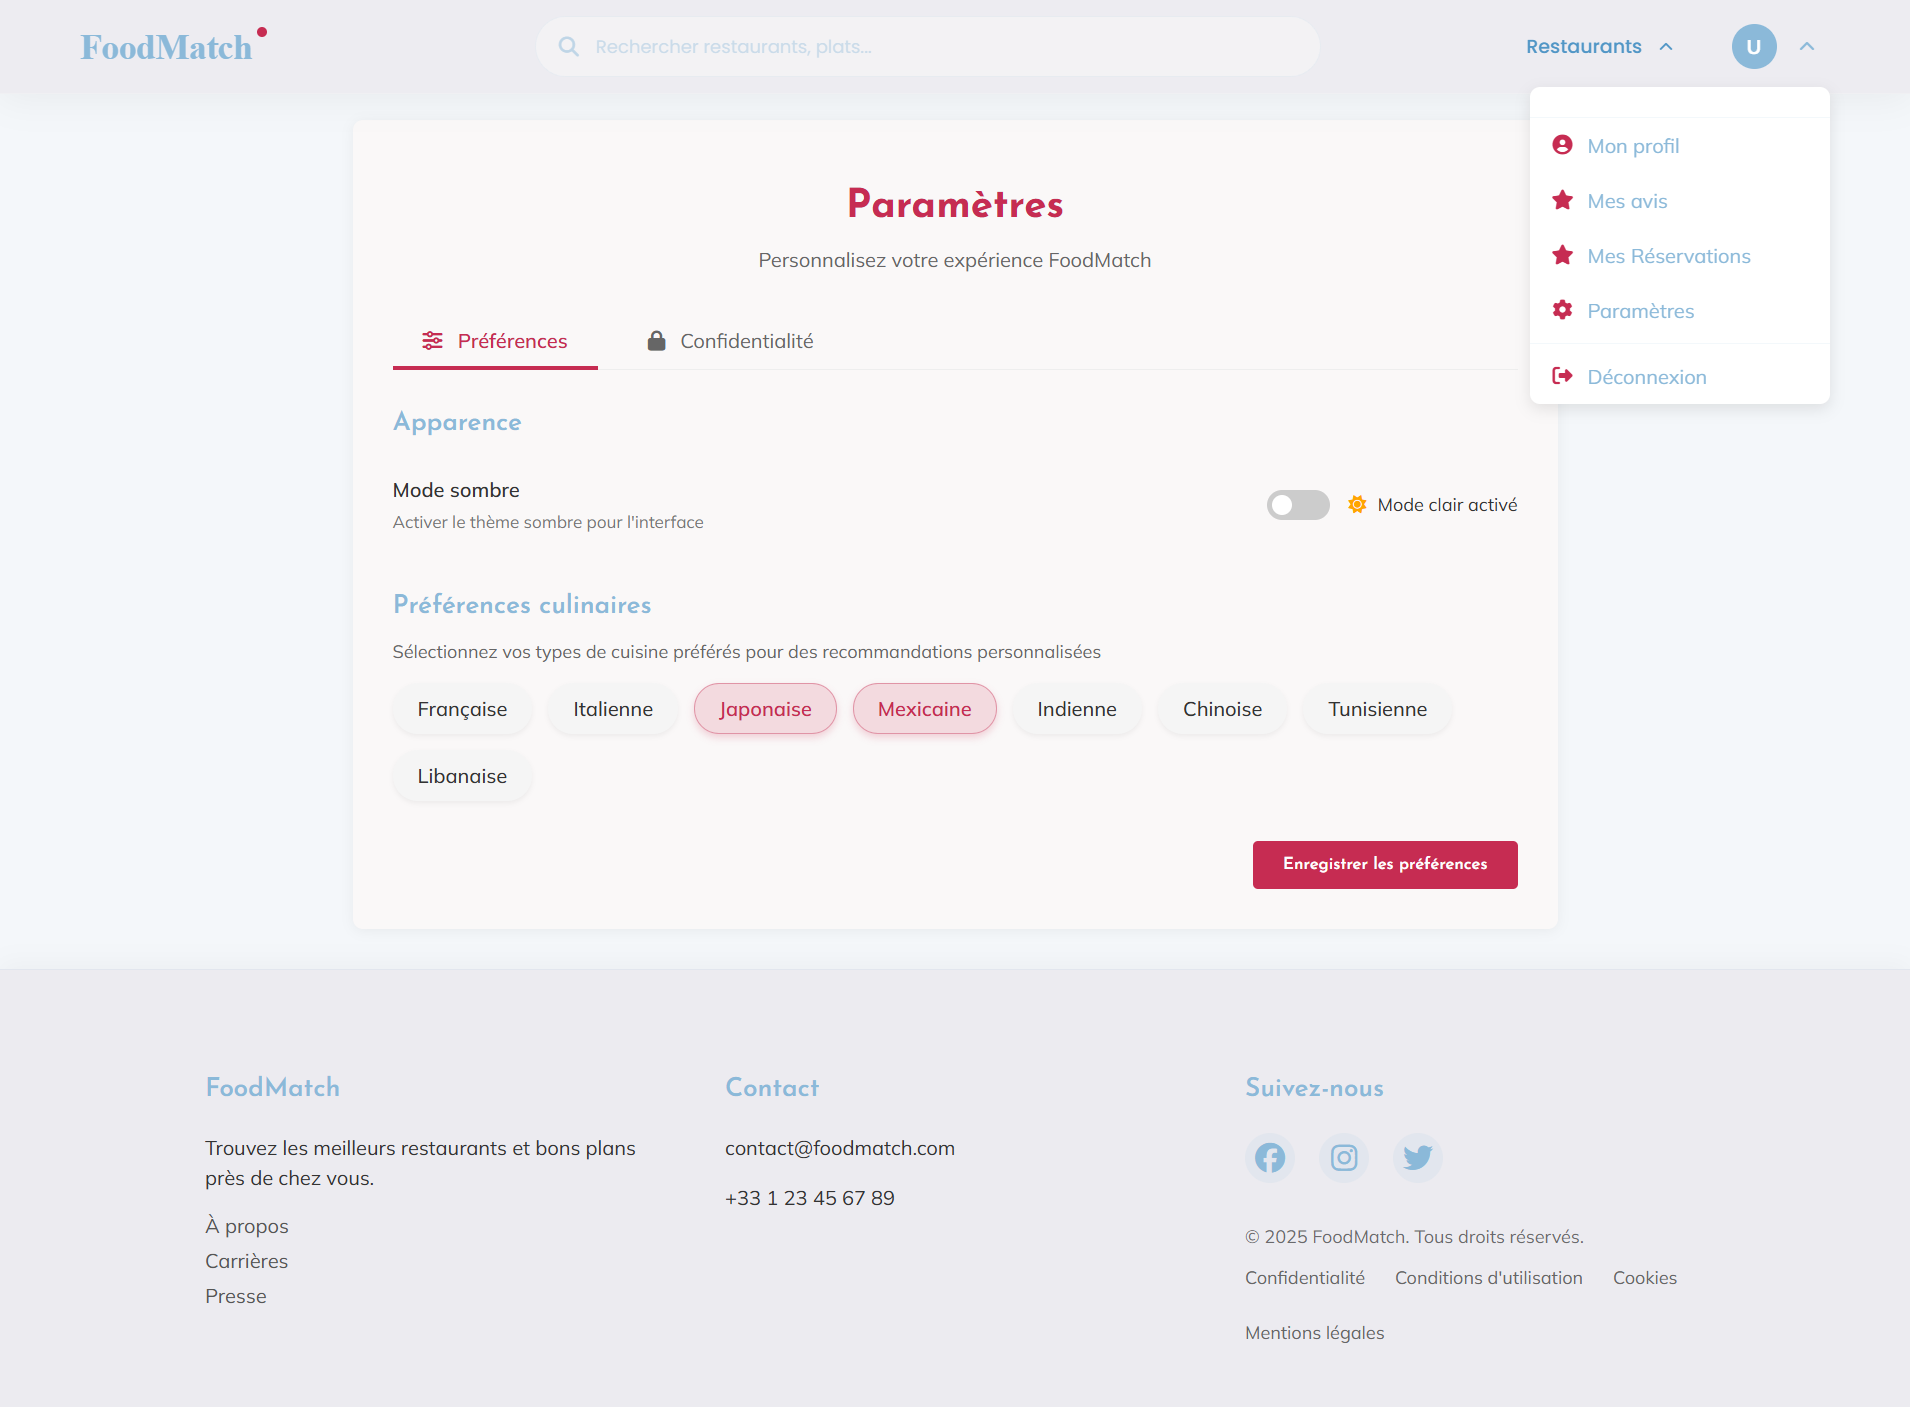 FoodMatch
Rechercher restaurants, plats...
Restaurants
U
Mon profil
Mes avis
Mes Réservations
Paramètres
Déconnexion
Paramètres
Personnalisez votre expérience FoodMatch
Préférences
Confidentialité
Apparence
Mode sombre
Activer le thème sombre pour l'interface
Mode clair activé
Préférences culinaires
Sélectionnez vos types de cuisine préférés pour des recommandations personnalisées
Française
Italienne
Japonaise
Mexicaine
Indienne
Chinoise
Tunisienne
Libanaise
Enregistrer les préférences
FoodMatch
Trouvez les meilleurs restaurants et bons plans
près de chez vous.
À propos
Carrières
Presse
Contact
contact@foodmatch.com
+33 1 23 45 67 89
Suivez-nous
© 2025 FoodMatch. Tous droits réservés.
Confidentialité
Conditions d'utilisation
Cookies
Mentions légales